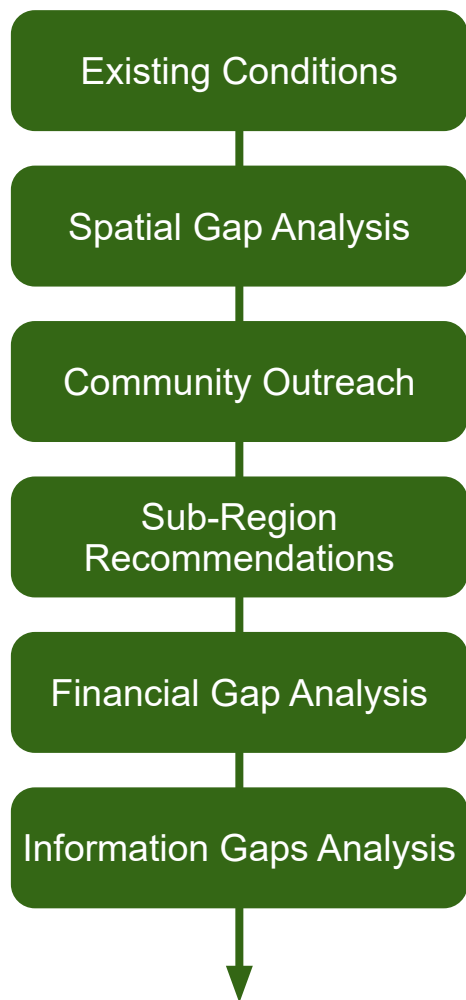 Existing Conditions
Spatial Gap Analysis
Community Outreach
Sub-Region
Recommendations
Financial Gap Analysis
Information Gaps Analysis